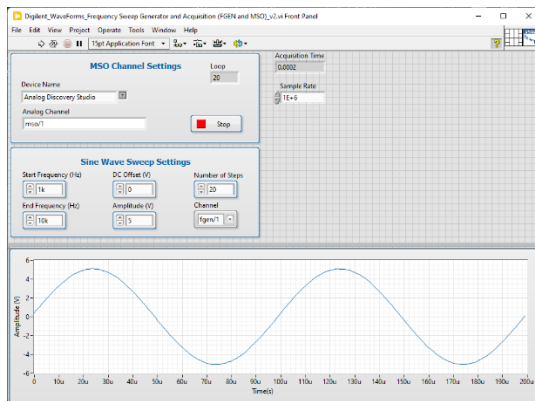 Digilent_WaveForms_Frequency Sweep Generator and Acquisition (FGEN and MSO)_v2.vi Front Panel
File Edit View Project Operate Tools Window Help
15pt Application Font
?
MSO Channel Settings
Loop
20
Device Name
Analog Discovery Studio
Analog Channel
mso/1
Stop
Acquisition Time
0.0002
Sample Rate
1E+6
Sine Wave Sweep Settings
Start Frequency (Hz) DC Offset (V) Number of Steps
1k 0 20
End Frequency (Hz) Amplitude (V) Channel
10k 5 fgen/1
Amplitude (V)
6
4
2
0
-2
-4
-6
0 10u 20u 30u 40u 50u 60u 70u 80u 90u 100u 110u 120u 130u 140u 150u 160u 170u 180u 190u 200u
Time(s)